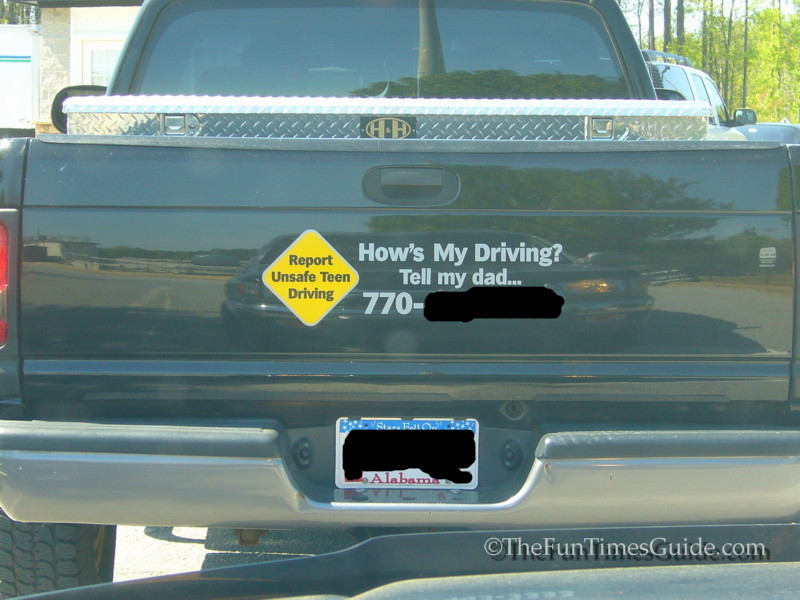 H&H
Report
Unsafe Teen
Driving
How's My Driving?
Tell my dad...
770-
Stars Fell On
Alabama
©TheFunTimesGuide.com